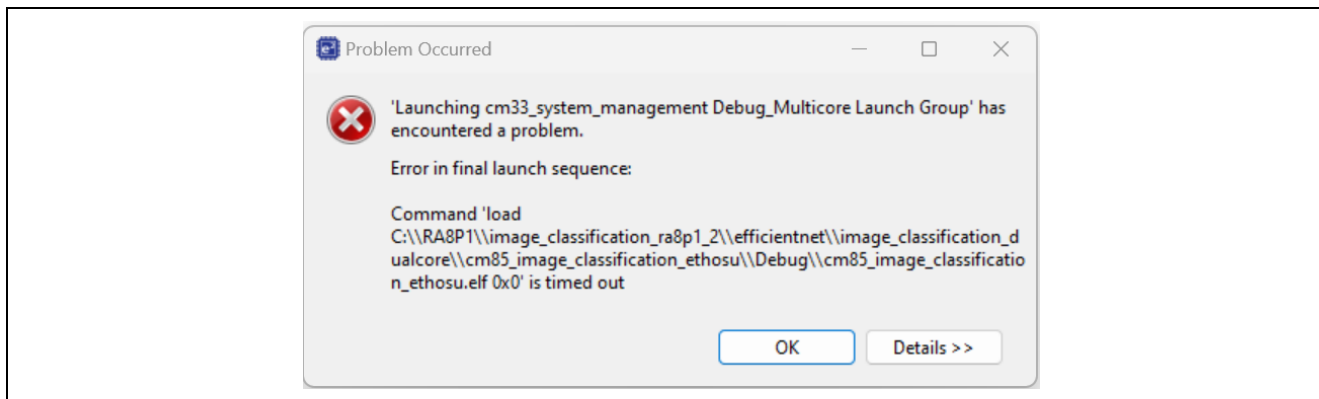 Problem Occurred
'Launching cm33_system_management Debug_Multicore Launch Group' has
encountered a problem.
Error in final launch sequence:
Command 'load
C:\\RA8P1\\image_classification_ra8p1_2\\efficientnet\\image_classification_d
ualcore\\cm85_image_classification_ethosu\\Debug\\cm85_image_classificatio
n_ethosu.elf 0x0' is timed out
OK
Details >>